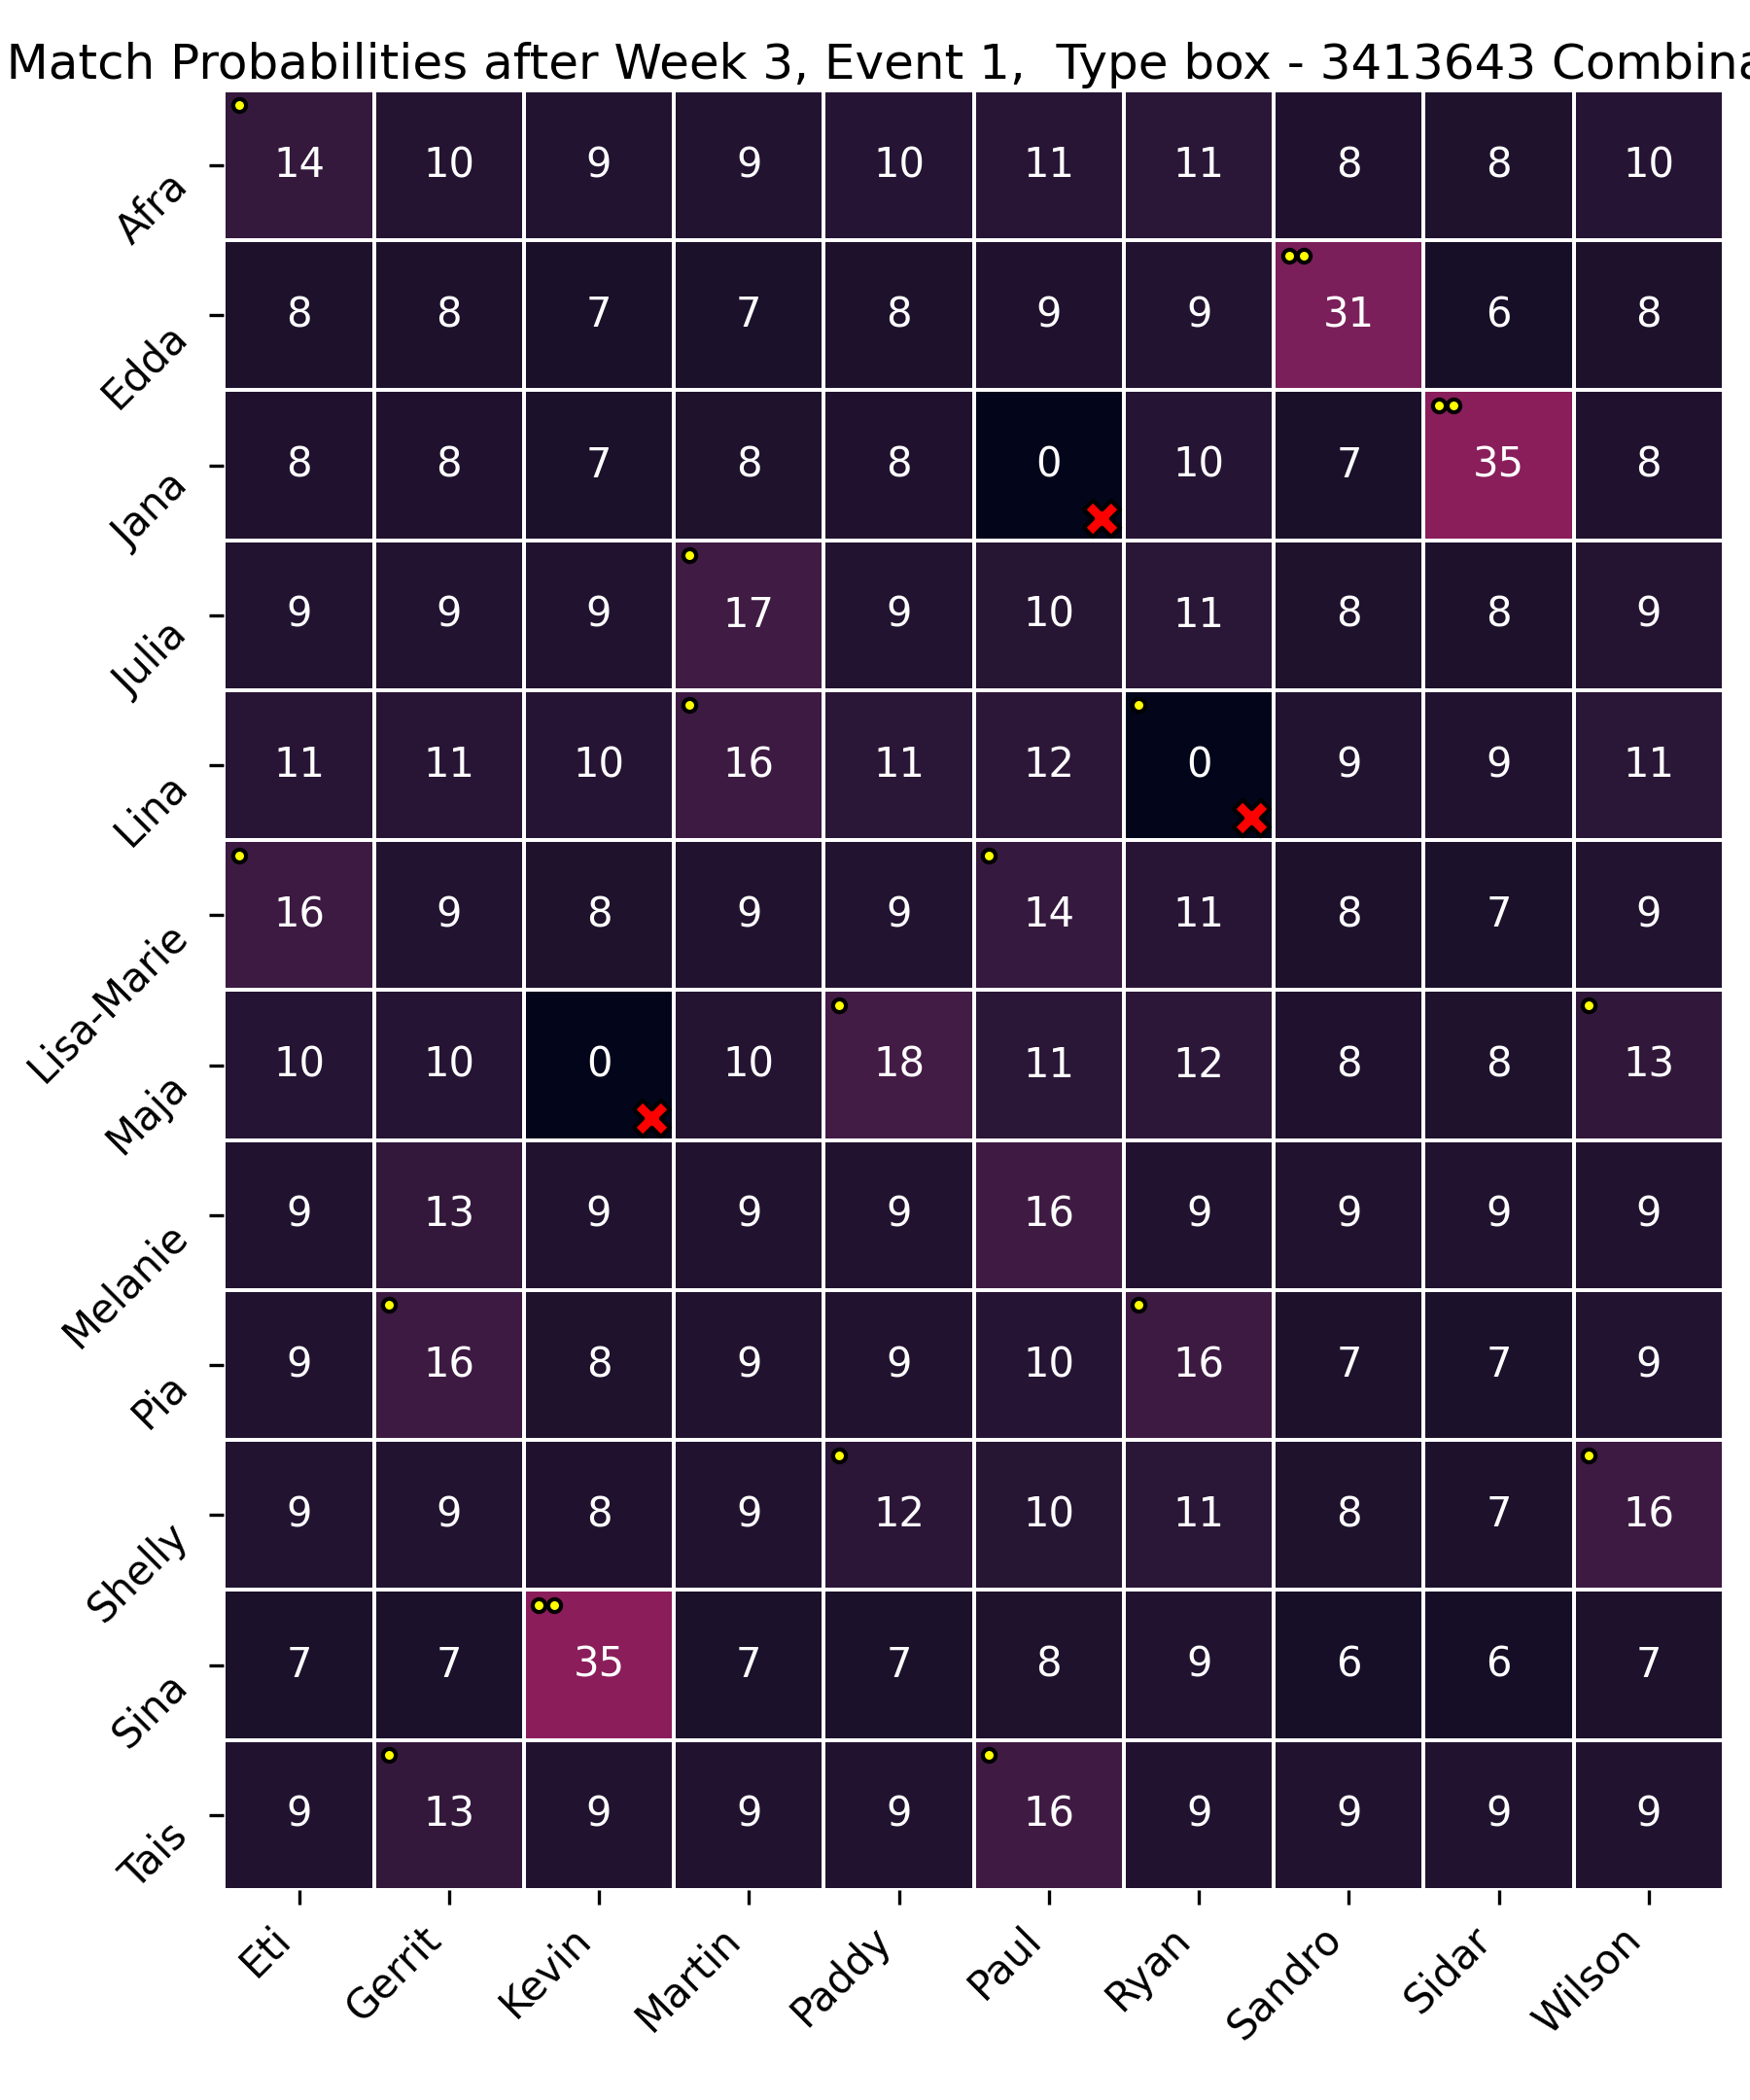 Match Probabilities after Week 3, Event 1,  Type box - 3413643 Combina
Afra 14 10 9 9 10 11 11 8 8 10
Edda 8 8 7 7 8 9 9 31 6 8
Jana 8 8 7 8 8 0 10 7 35 8
Julia 9 9 9 17 9 10 11 8 8 9
Lina 11 11 10 16 11 12 0 9 9 11
Lisa-Marie 16 9 8 9 9 14 11 8 7 9
Maja 10 10 0 10 18 11 12 8 8 13
Melanie 9 13 9 9 9 16 9 9 9 9
Pia 9 16 8 9 9 10 16 7 7 9
Shelly 9 9 8 9 12 10 11 8 7 16
Sina 7 7 35 7 7 8 9 6 6 7
Tais 9 13 9 9 9 16 9 9 9 9
Eti Gerrit Kevin Martin Paddy Paul Ryan Sandro Sidar Wilson